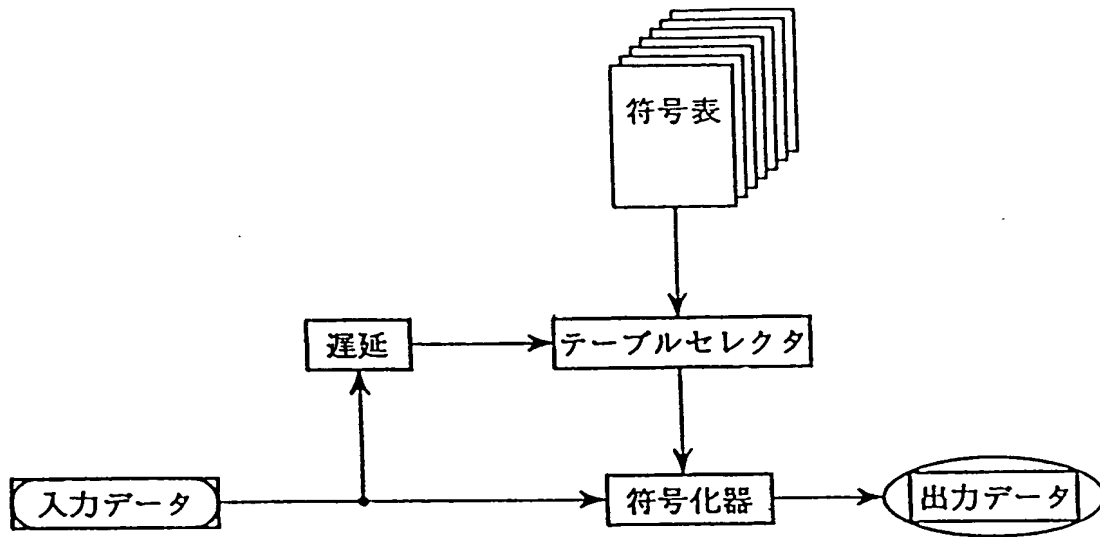 符号表
遅延
テーブルセレクタ
入力データ
符号化器
出力データ